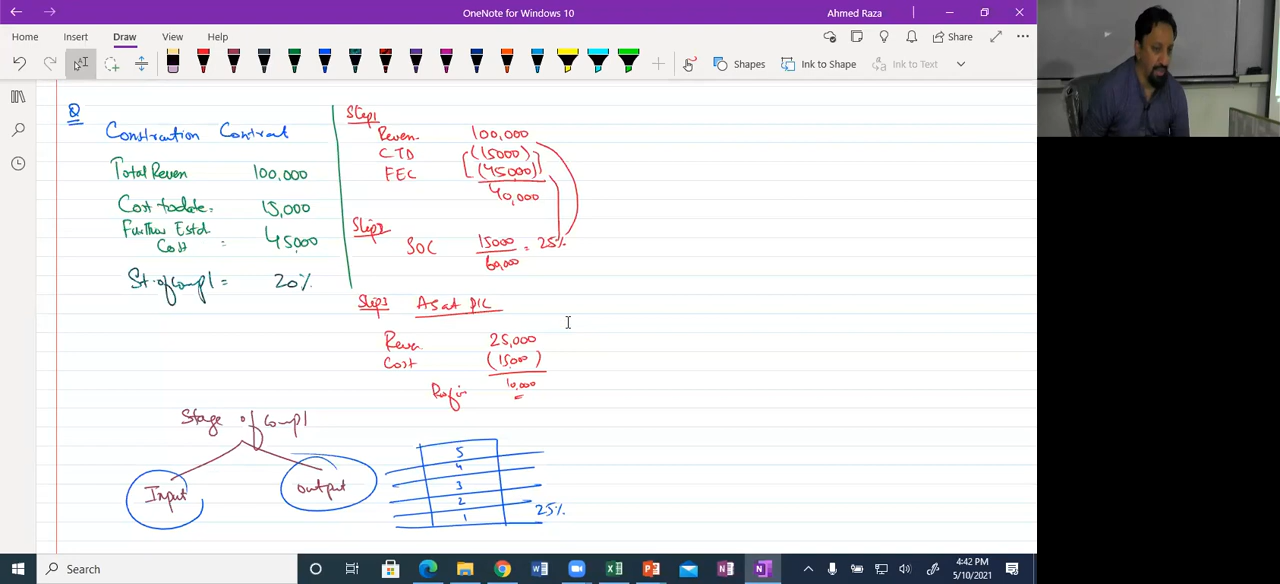 OneNote for Windows 10
Ahmed Raza
Home Insert Draw View Help
Share
Shapes Ink to Shape Ink to Text
Q
Construction Contract
Total Reven 100,000
Cost to date = 15,000
Further Estd Cost = 45000
St. of Compl = 20%
Step1
Reven 100,000
CTD (15000)
FEC (45000)
40,000
Step2
SOC 15000 / 60,000 = 25%
Step3 As at PIC
Reven 25,000
Cost (15000)
10,000
Stage of Compl
Input
output
5
4
3
2
1
25%
Search
4:42 PM
5/10/2021